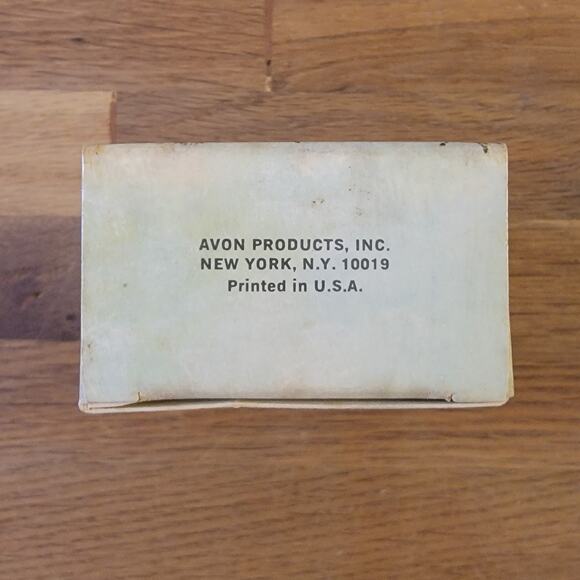 AVON PRODUCTS, INC.
NEW YORK, N.Y. 10019
Printed in U.S.A.